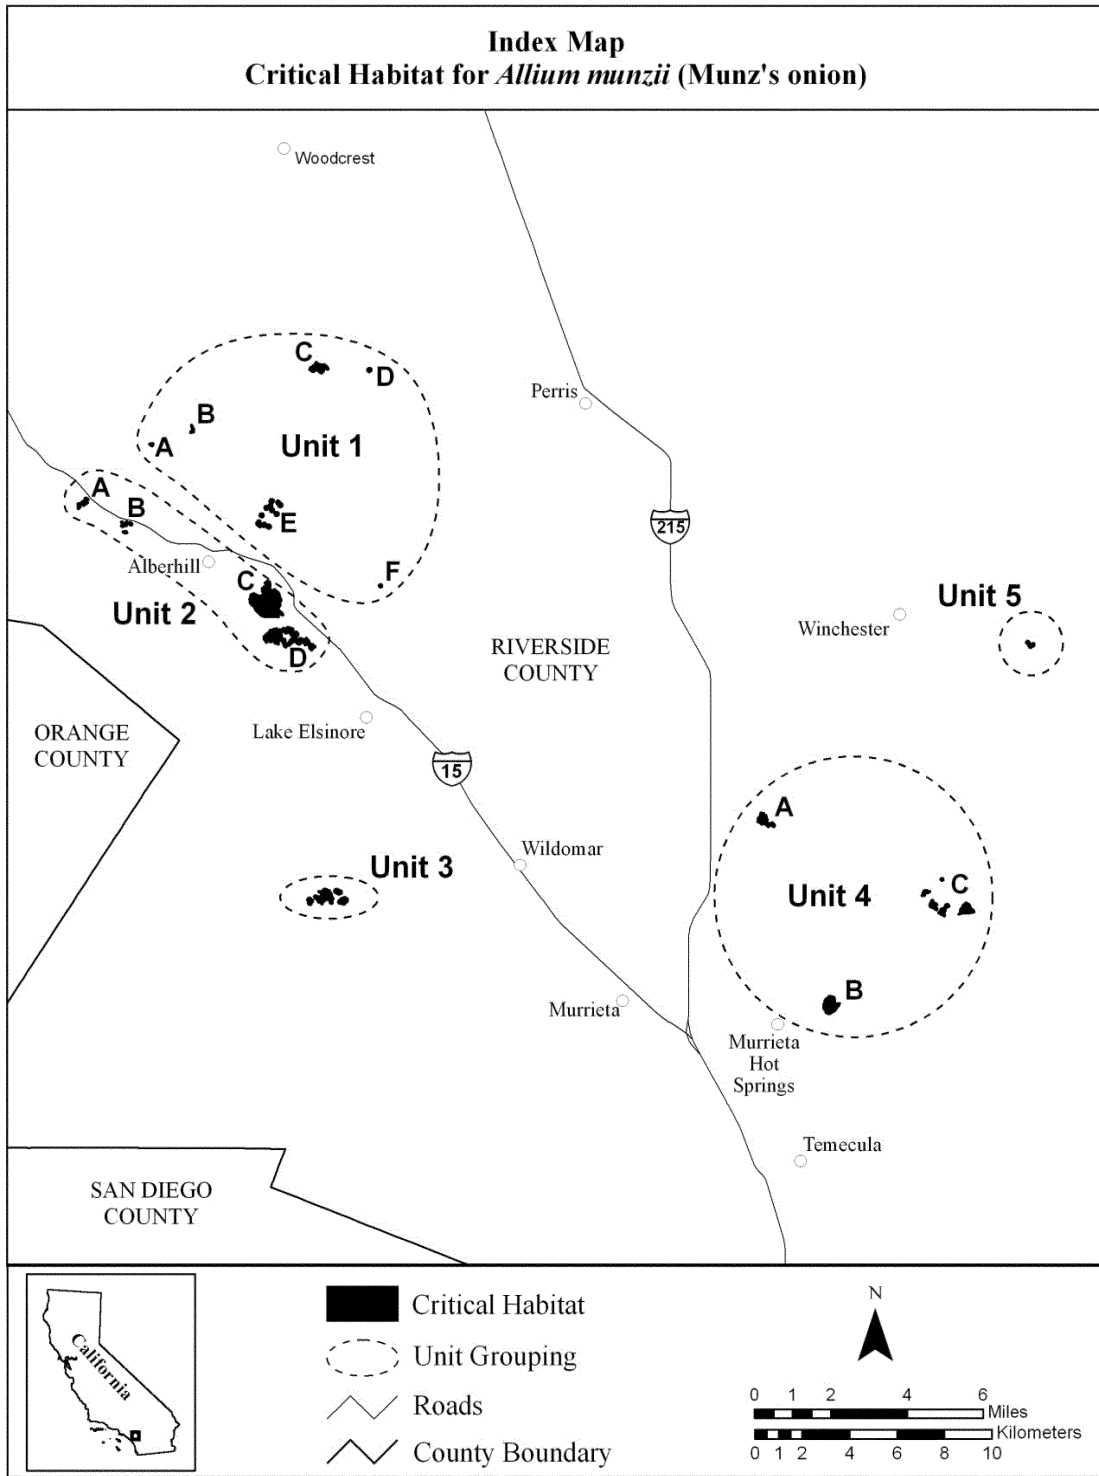 Index Map
Critical Habitat for Allium munzii (Munz's onion)
Woodcrest
C
D
Perris
B
A
Unit 1
A
B
E
215
Alberhill
C
F
Unit 2
Unit 5
Winchester
D
RIVERSIDE
COUNTY
Lake Elsinore
ORANGE
COUNTY
15
A
Wildomar
Unit 3
Unit 4
C
B
Murrieta
Murrieta
Hot
Springs
Temecula
SAN DIEGO
COUNTY
California
Critical Habitat
Unit Grouping
Roads
County Boundary
N
0 1 2 4 6
Miles
Kilometers
0 1 2 4 6 8 10